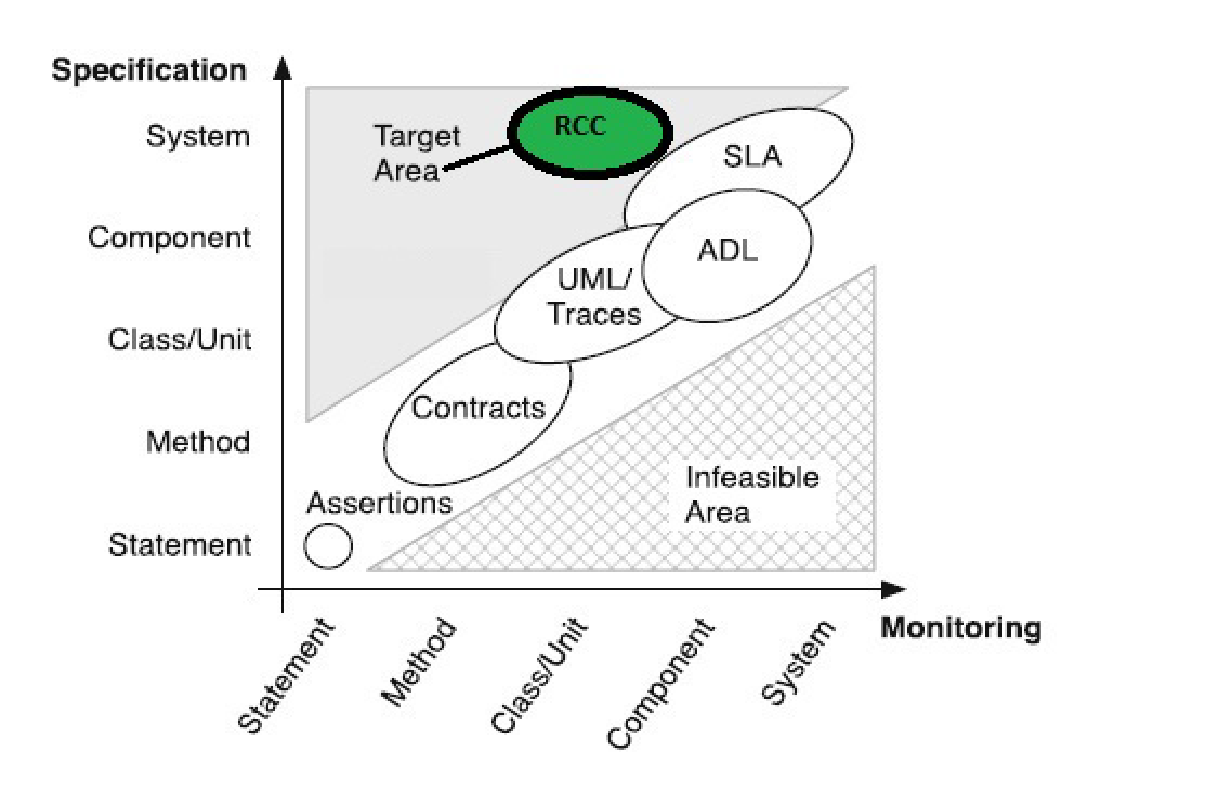 Specification
System
Component
Class/Unit
Method
Statement
Target
Area
RCC
SLA
ADL
UML/
Traces
Contracts
Assertions
Infeasible
Area
Statement
Method
Class/Unit
Component
System
Monitoring